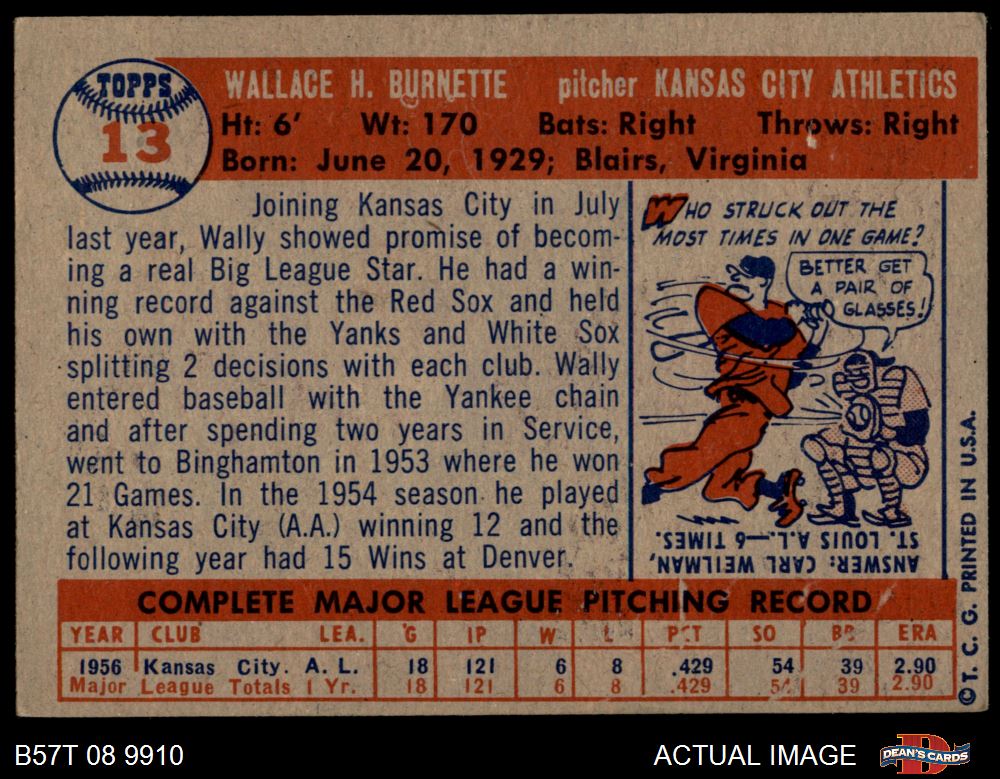 TOPPS
13
WALLACE H. BURNETTE pitcher KANSAS CITY ATHLETICS
Ht: 6' Wt: 170 Bats: Right Throws: Right
Born: June 20, 1929; Blairs, Virginia
Joining Kansas City in July
last year, Wally showed promise of becom-
ing a real Big League Star. He had a win-
ning record against the Red Sox and held
his own with the Yanks and White Sox
splitting 2 decisions with each club. Wally
entered baseball with the Yankee chain
and after spending two years in Service,
went to Binghamton in 1953 where he won
21 Games. In the 1954 season he played
at Kansas City (A.A.) winning 12 and the
following year had 15 Wins at Denver.
WHO STRUCK OUT THE
MOST TIMES IN ONE GAME?
BETTER GET
A PAIR OF
GLASSES!
ANSWER: CARL WEILMAN,
ST. LOUIS A.L.—6 TIMES.
COMPLETE MAJOR LEAGUE PITCHING RECORD
YEAR CLUB LEA. G IP W L PCT SO BB ERA
1956 Kansas City. A. L. 18 121 6 8 .429 54 39 2.90
Major League Totals 1 Yr. 18 121 6 8 .429 54 39 2.90
© T. C. G. PRINTED IN U.S.A.
B57T 08 9910
ACTUAL IMAGE
DEAN'S CARDS